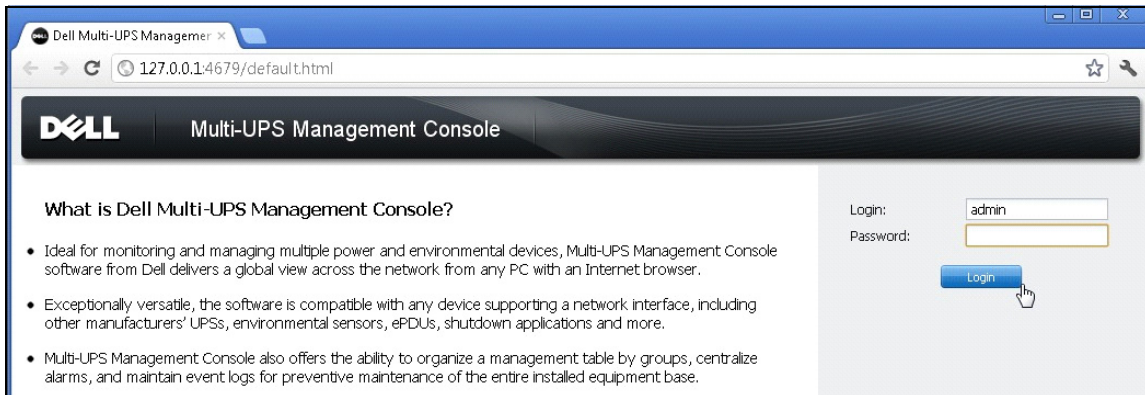 Dell Multi-UPS Managemer
127.0.0.1:4679/default.html
DELL
Multi-UPS Management Console
What is Dell Multi-UPS Management Console?
• Ideal for monitoring and managing multiple power and environmental devices, Multi-UPS Management Console
software from Dell delivers a global view across the network from any PC with an Internet browser.
• Exceptionally versatile, the software is compatible with any device supporting a network interface, including
other manufacturers' UPSs, environmental sensors, ePDUs, shutdown applications and more.
• Multi-UPS Management Console also offers the ability to organize a management table by groups, centralize
alarms, and maintain event logs for preventive maintenance of the entire installed equipment base.
Login: admin
Password:
Login